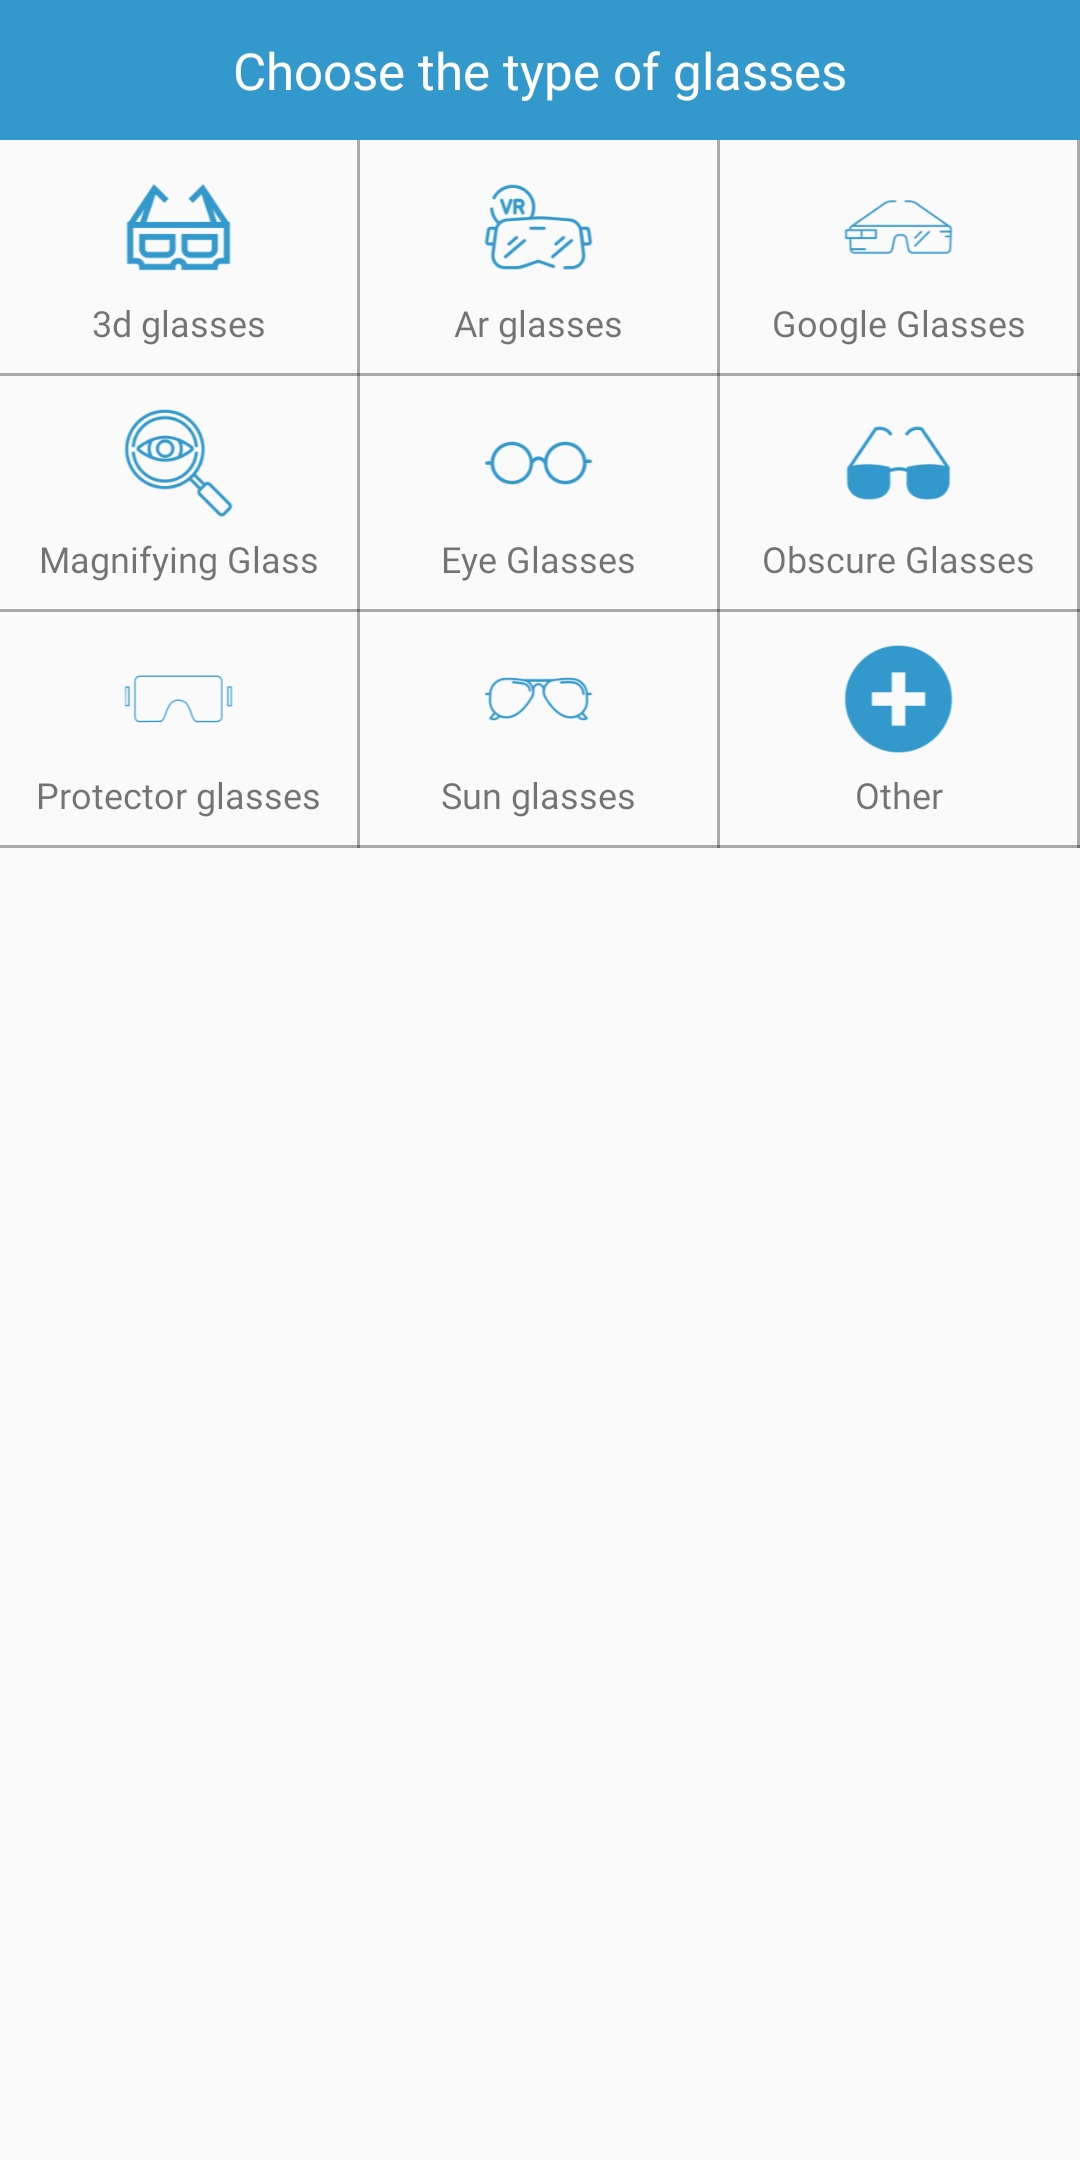 Choose the type of glasses
VR
3d glasses
Ar glasses
Google Glasses
Magnifying Glass
Eye Glasses
Obscure Glasses
Protector glasses
Sun glasses
Other